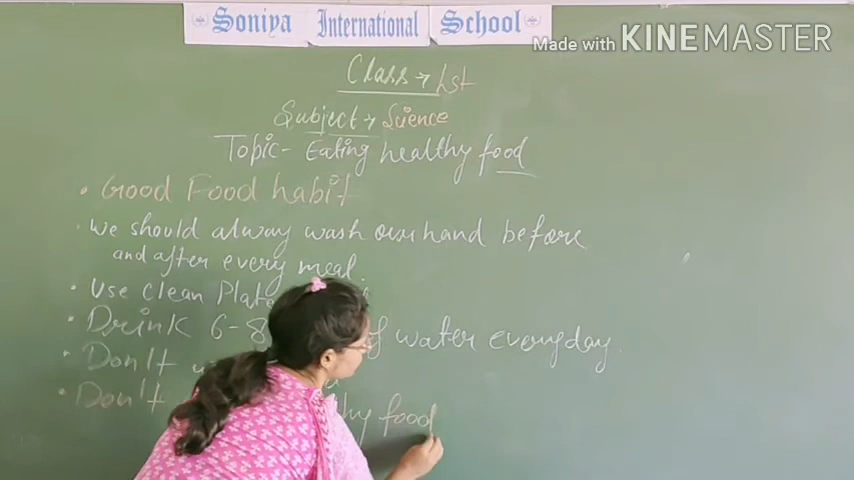 Soniya International School
Made with KINEMASTER
Class → Ist
Subject → Science
Topic - Eating healthy food
• Good Food habit
we should alway wash our hand before
and after every meal.
• Use Clean Plate
• Drink 6-8 of water everyday.
• Don't
• Don't food